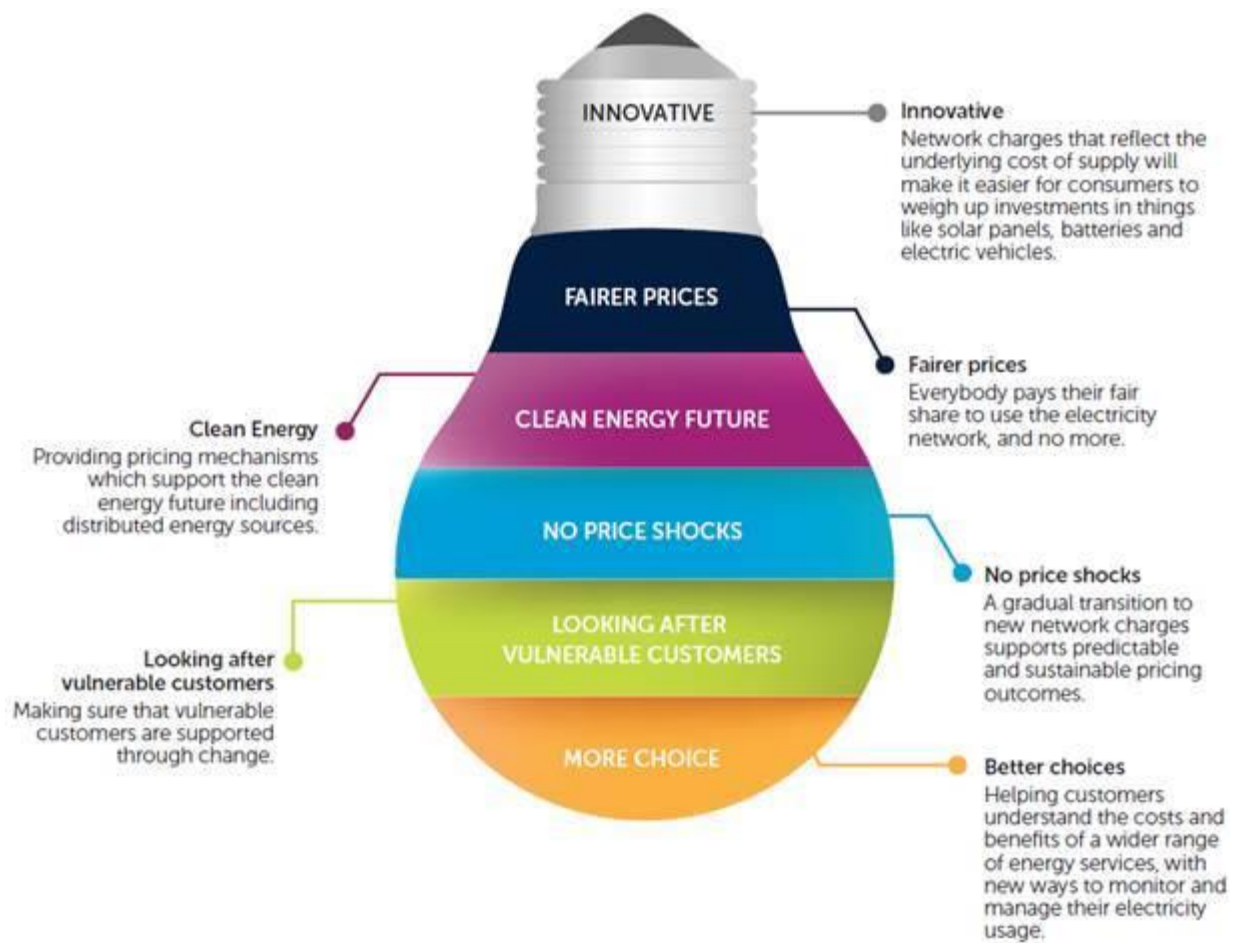 INNOVATIVE
Innovative
Network charges that reflect the
underlying cost of supply will
make it easier for consumers to
weigh up investments in things
like solar panels, batteries and
electric vehicles.
FAIRER PRICES
Fairer prices
Everybody pays their fair
share to use the electricity
network, and no more.
CLEAN ENERGY FUTURE
Clean Energy
Providing pricing mechanisms
which support the clean
energy future including
distributed energy sources.
NO PRICE SHOCKS
No price shocks
A gradual transition to
new network charges
supports predictable
and sustainable pricing
outcomes.
LOOKING AFTER
VULNERABLE CUSTOMERS
Looking after
vulnerable customers
Making sure that vulnerable
customers are supported
through change.
MORE CHOICE
Better choices
Helping customers
understand the costs and
benefits of a wider range
of energy services, with
new ways to monitor and
manage their electricity
usage.